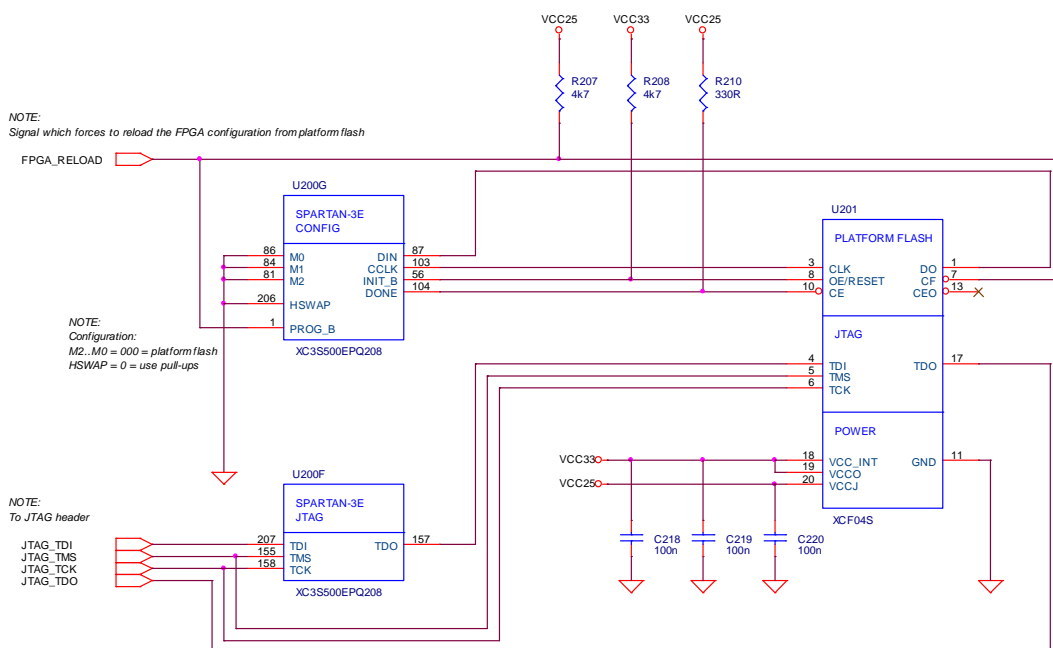 VCC25
VCC33
VCC25
R207
4k7
R208
4k7
R210
330R
NOTE:
Signal which forces to reload the FPGA configuration from platform flash
FPGA_RELOAD
U200G
SPARTAN-3E
CONFIG
86
84
81
206
1
M0
M1
M2
HSWAP
PROG_B
DIN
CCLK
INIT_B
DONE
87
103
56
104
XC3S500EPQ208
NOTE:
Configuration:
M2..M0 = 000 = platform flash
HSWAP = 0 = use pull-ups
U201
PLATFORM FLASH
3
8
10
CLK
OE/RESET
CE
DO
CF
CEO
1
7
13
JTAG
4
5
6
TDI
TMS
TCK
TDO
17
POWER
VCC33
VCC25
18
19
20
VCC_INT
VCCO
VCCJ
GND
11
XCF04S
C218
100n
C219
100n
C220
100n
NOTE:
To JTAG header
JTAG_TDI
JTAG_TMS
JTAG_TCK
JTAG_TDO
U200F
SPARTAN-3E
JTAG
207
155
158
TDI
TMS
TCK
TDO
157
XC3S500EPQ208